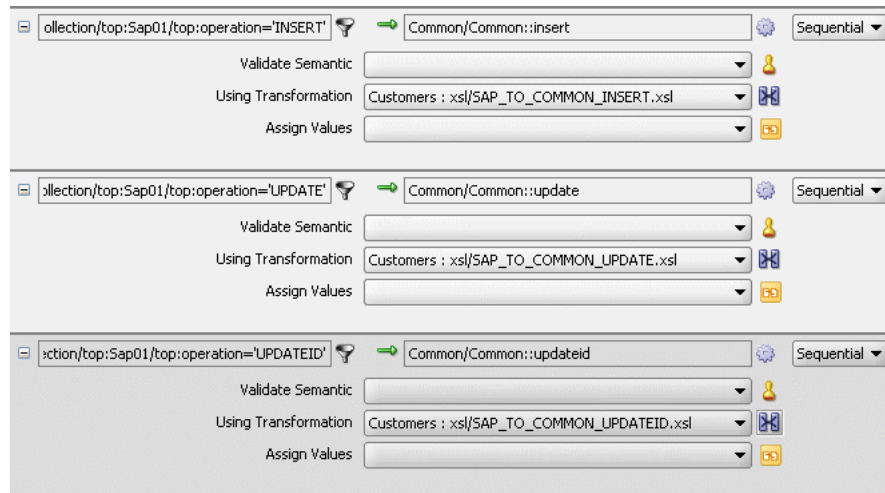 ollection/top:Sap01/top:operation='INSERT' Common/Common::insert Sequential
Validate Semantic
Using Transformation Customers : xsl/SAP_TO_COMMON_INSERT.xsl
Assign Values
ollection/top:Sap01/top:operation='UPDATE' Common/Common::update Sequential
Validate Semantic
Using Transformation Customers : xsl/SAP_TO_COMMON_UPDATE.xsl
Assign Values
ection/top:Sap01/top:operation='UPDATEID' Common/Common::updateid Sequential
Validate Semantic
Using Transformation Customers : xsl/SAP_TO_COMMON_UPDATEID.xsl
Assign Values